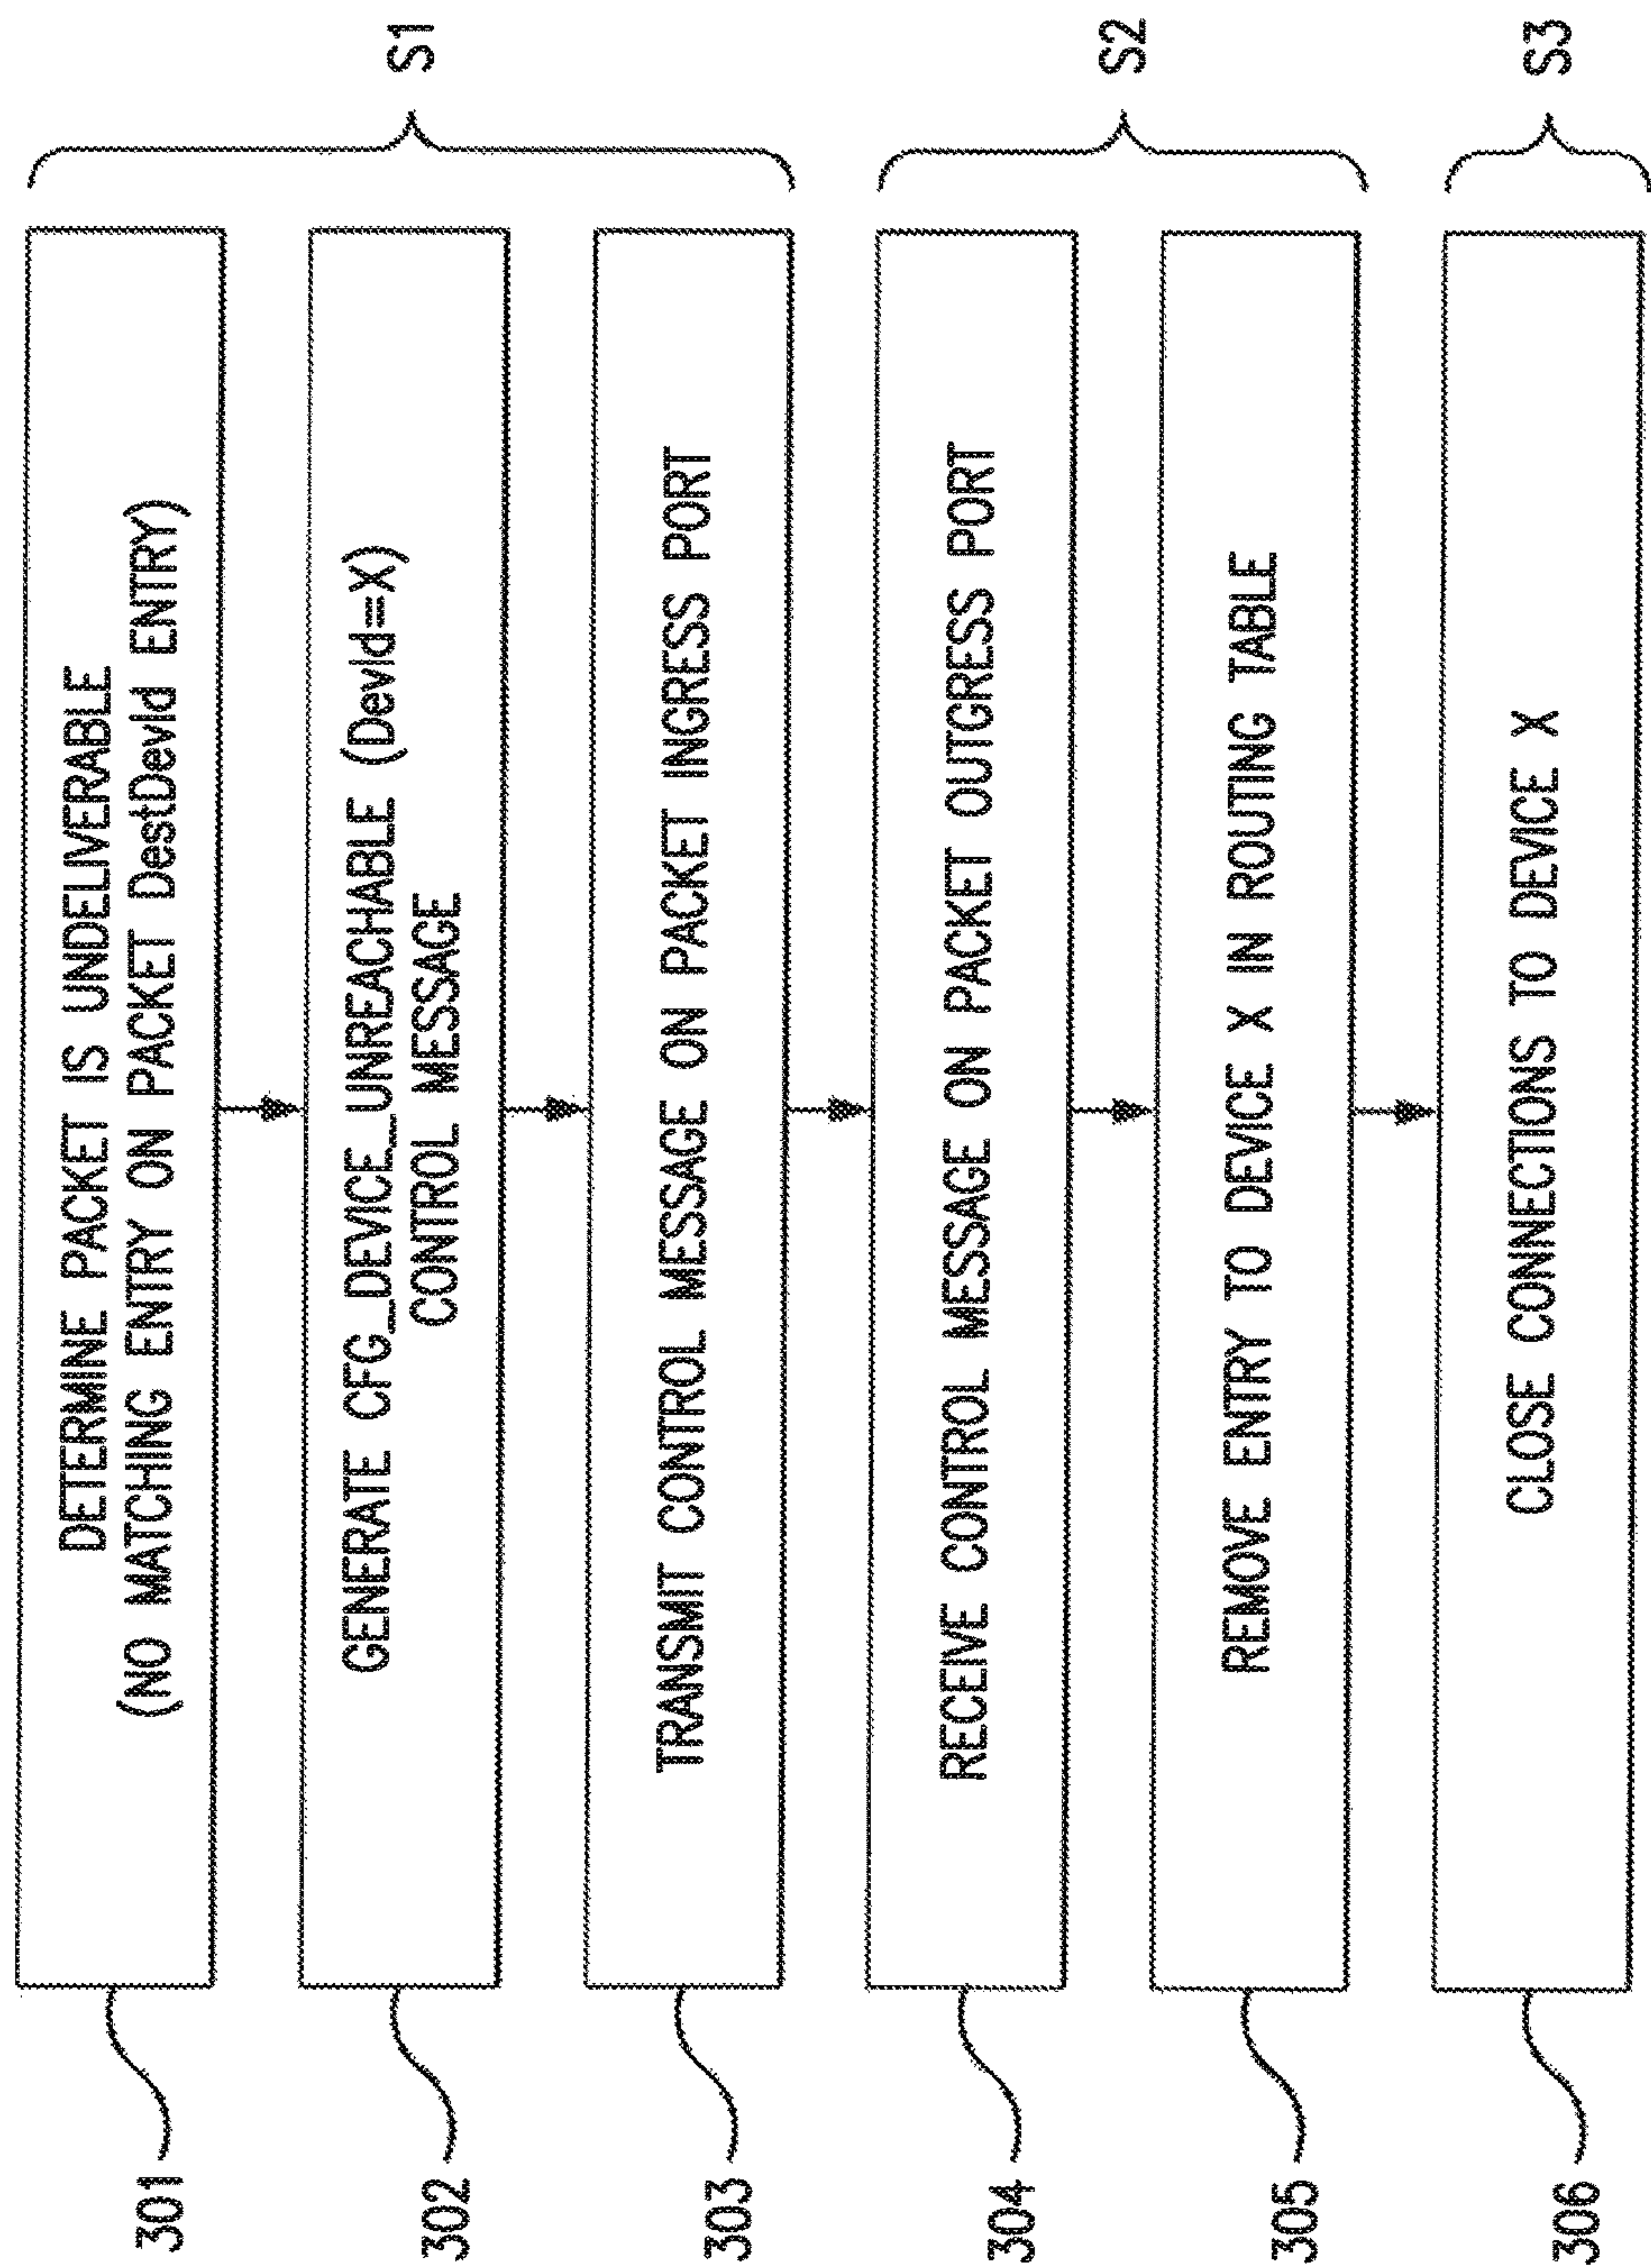 301
DETERMINE PACKET IS UNDELIVERABLE
(NO MATCHING ENTRY ON PACKET DestDevId ENTRY)
S1
302
GENERATE CFG_DEVICE_UNREACHABLE (DevId=X)
CONTROL MESSAGE
303
TRANSMIT CONTROL MESSAGE ON PACKET INGRESS PORT
304
RECEIVE CONTROL MESSAGE ON PACKET OUTGRESS PORT
S2
305
REMOVE ENTRY TO DEVICE X IN ROUTING TABLE
306
CLOSE CONNECTIONS TO DEVICE X
S3